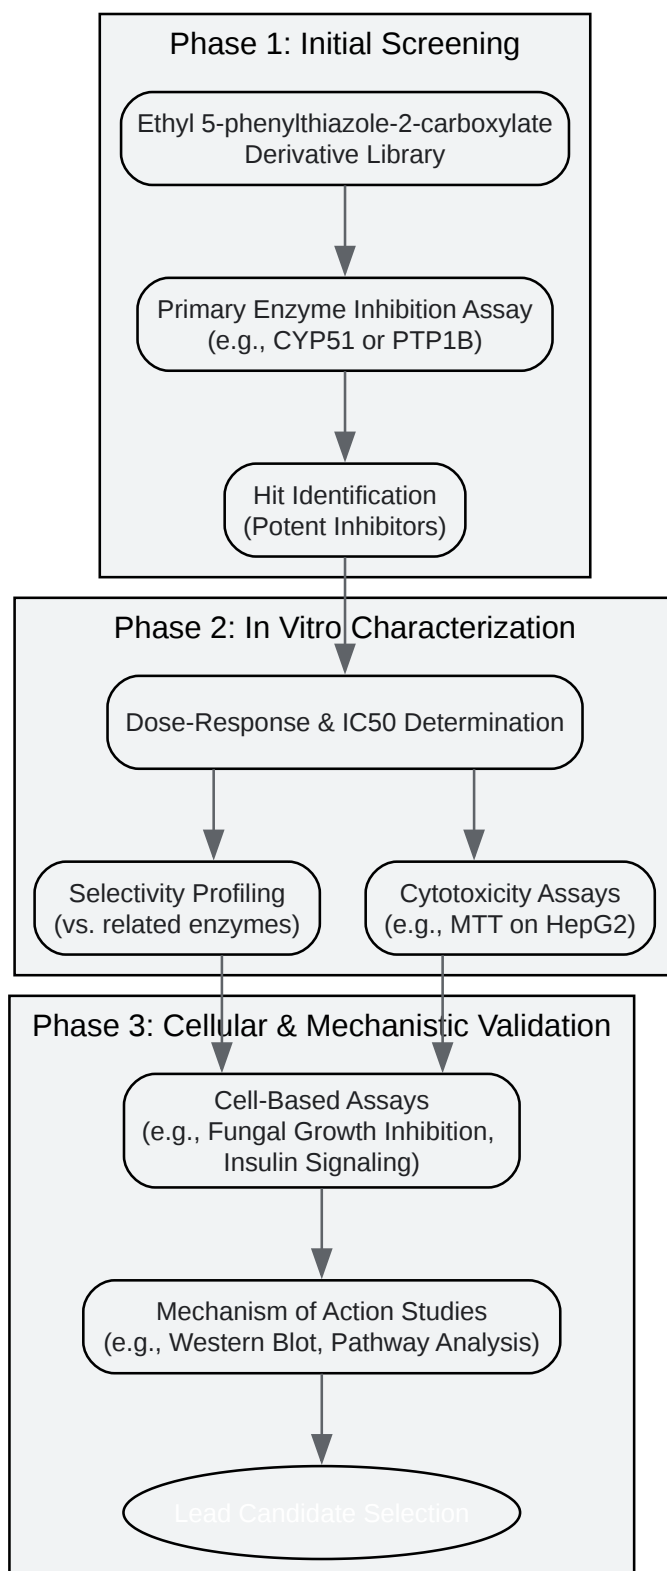 Phase 1: Initial Screening
Ethyl 5-phenylthiazole-2-carboxylate
Derivative Library
Primary Enzyme Inhibition Assay
(e.g., CYP51 or PTP1B)
Hit Identification
(Potent Inhibitors)
Phase 2: In Vitro Characterization
Dose-Response & IC50 Determination
Selectivity Profiling
(vs. related enzymes)
Cytotoxicity Assays
(e.g., MTT on HepG2)
Phase 3: Cellular & Mechanistic Validation
Cell-Based Assays
(e.g., Fungal Growth Inhibition,
Insulin Signaling)
Mechanism of Action Studies
(e.g., Western Blot, Pathway Analysis)
Lead Candidate Selection